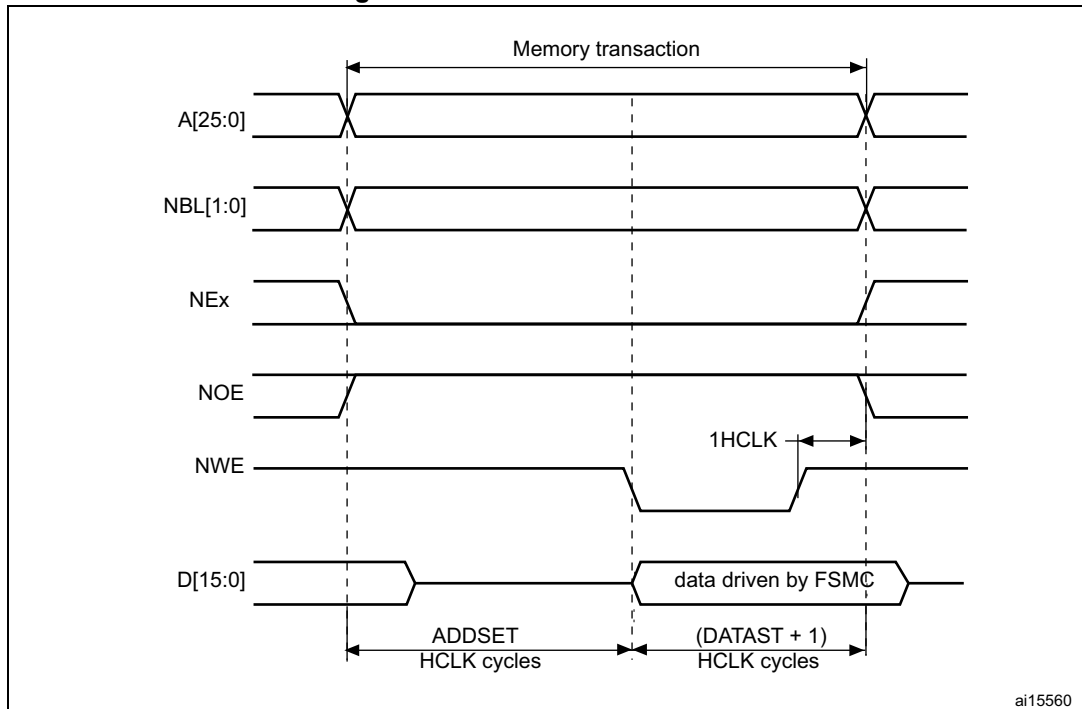 Memory transaction
A[25:0]
NBL[1:0]
NEx
NOE
1HCLK
NWE
D[15:0]
data driven by FSMC
ADDSET
HCLK cycles
(DATAST + 1)
HCLK cycles
ai15560